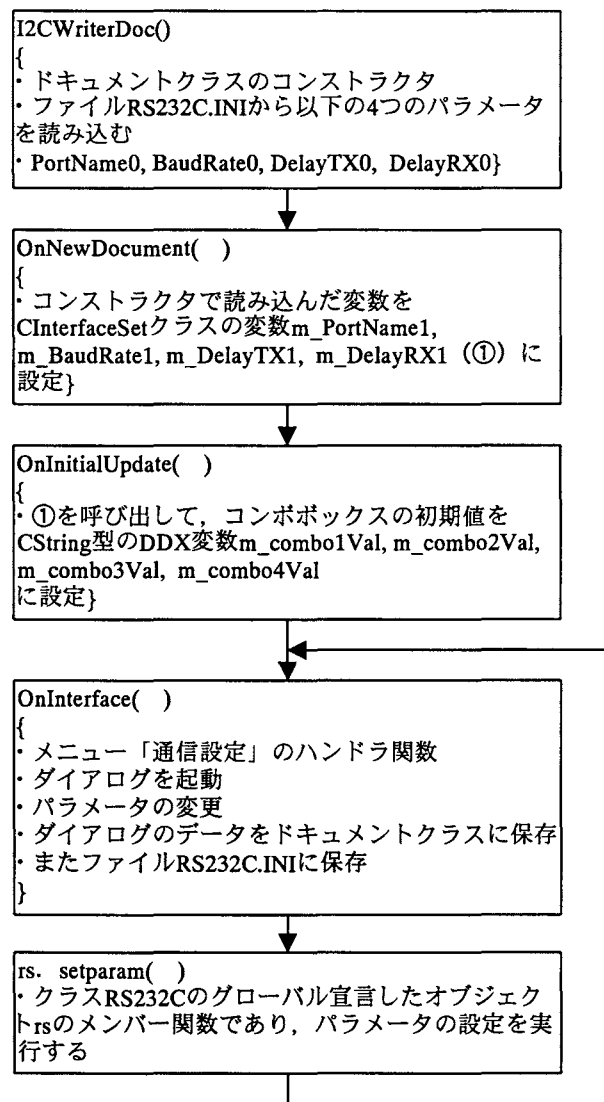 I2CWriterDoc()
{
・ドキュメントクラスのコンストラクタ
・ファイルRS232C.INIから以下の4つのパラメータ
を読み込む
・PortName0, BaudRate0, DelayTX0, DelayRX0}
OnNewDocument( )
{
・コンストラクタで読み込んだ変数を
CInterfaceSetクラスの変数m_PortName1,
m_BaudRate1, m_DelayTX1, m_DelayRX1（①）に
設定}
OnInitialUpdate( )
{
・①を呼び出して，コンボボックスの初期値を
CString型のDDX変数m_combo1Val, m_combo2Val,
m_combo3Val, m_combo4Val
に設定}
OnInterface( )
{
・メニュー「通信設定」のハンドラ関数
・ダイアログを起動
・パラメータの変更
・ダイアログのデータをドキュメントクラスに保存
・またファイルRS232C.INIに保存
}
rs. setparam( )
・クラスRS232Cのグローバル宣言したオブジェク
トrsのメンバー関数であり，パラメータの設定を実
行する